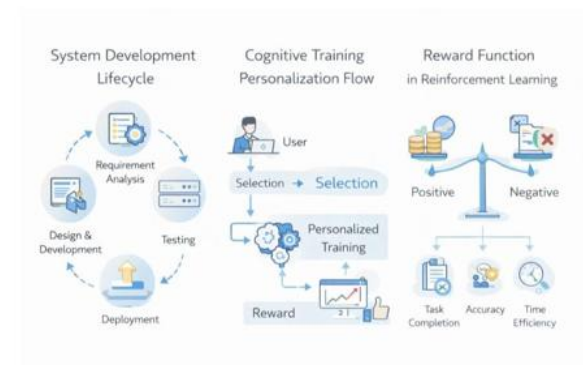 System Development
Lifecycle
Requirement
Analysis
Design &
Development
Testing
Deployment
Cognitive Training
Personalization Flow
User
Selection → Selection
Personalized
Training
Reward
Reward Function
in Reinforcement Learning
Positive
Negative
Task
Completion
Accuracy
Time
Efficiency